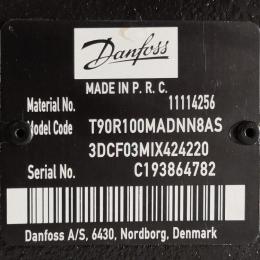 Danfoss
MADE IN P. R. C.
Material No. 11114256
Model Code T90R100MADNN8AS
3DCF03MIX424220
Serial No. C193864782
Danfoss A/S, 6430, Nordborg, Denmark